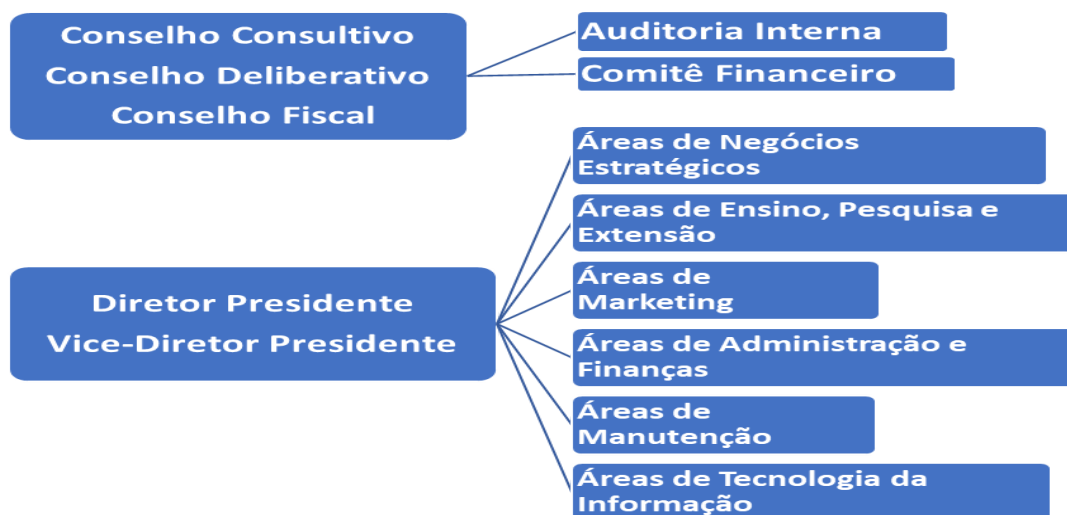 Conselho Consultivo
Conselho Deliberativo
Conselho Fiscal
Auditoria Interna
Comitê Financeiro
Diretor Presidente
Vice-Diretor Presidente
Áreas de Negócios
Estratégicos
Áreas de Ensino, Pesquisa e
Extensão
Áreas de
Marketing
Áreas de Administração e
Finanças
Áreas de
Manutenção
Áreas de Tecnologia da
Informação